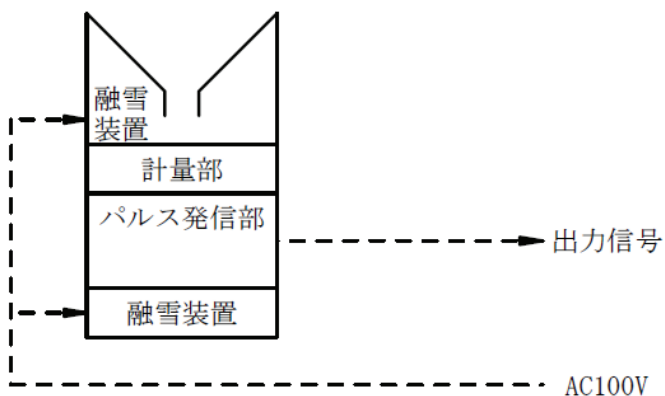 融雪
装置
計量部
パルス発信部
出力信号
融雪装置
AC100V